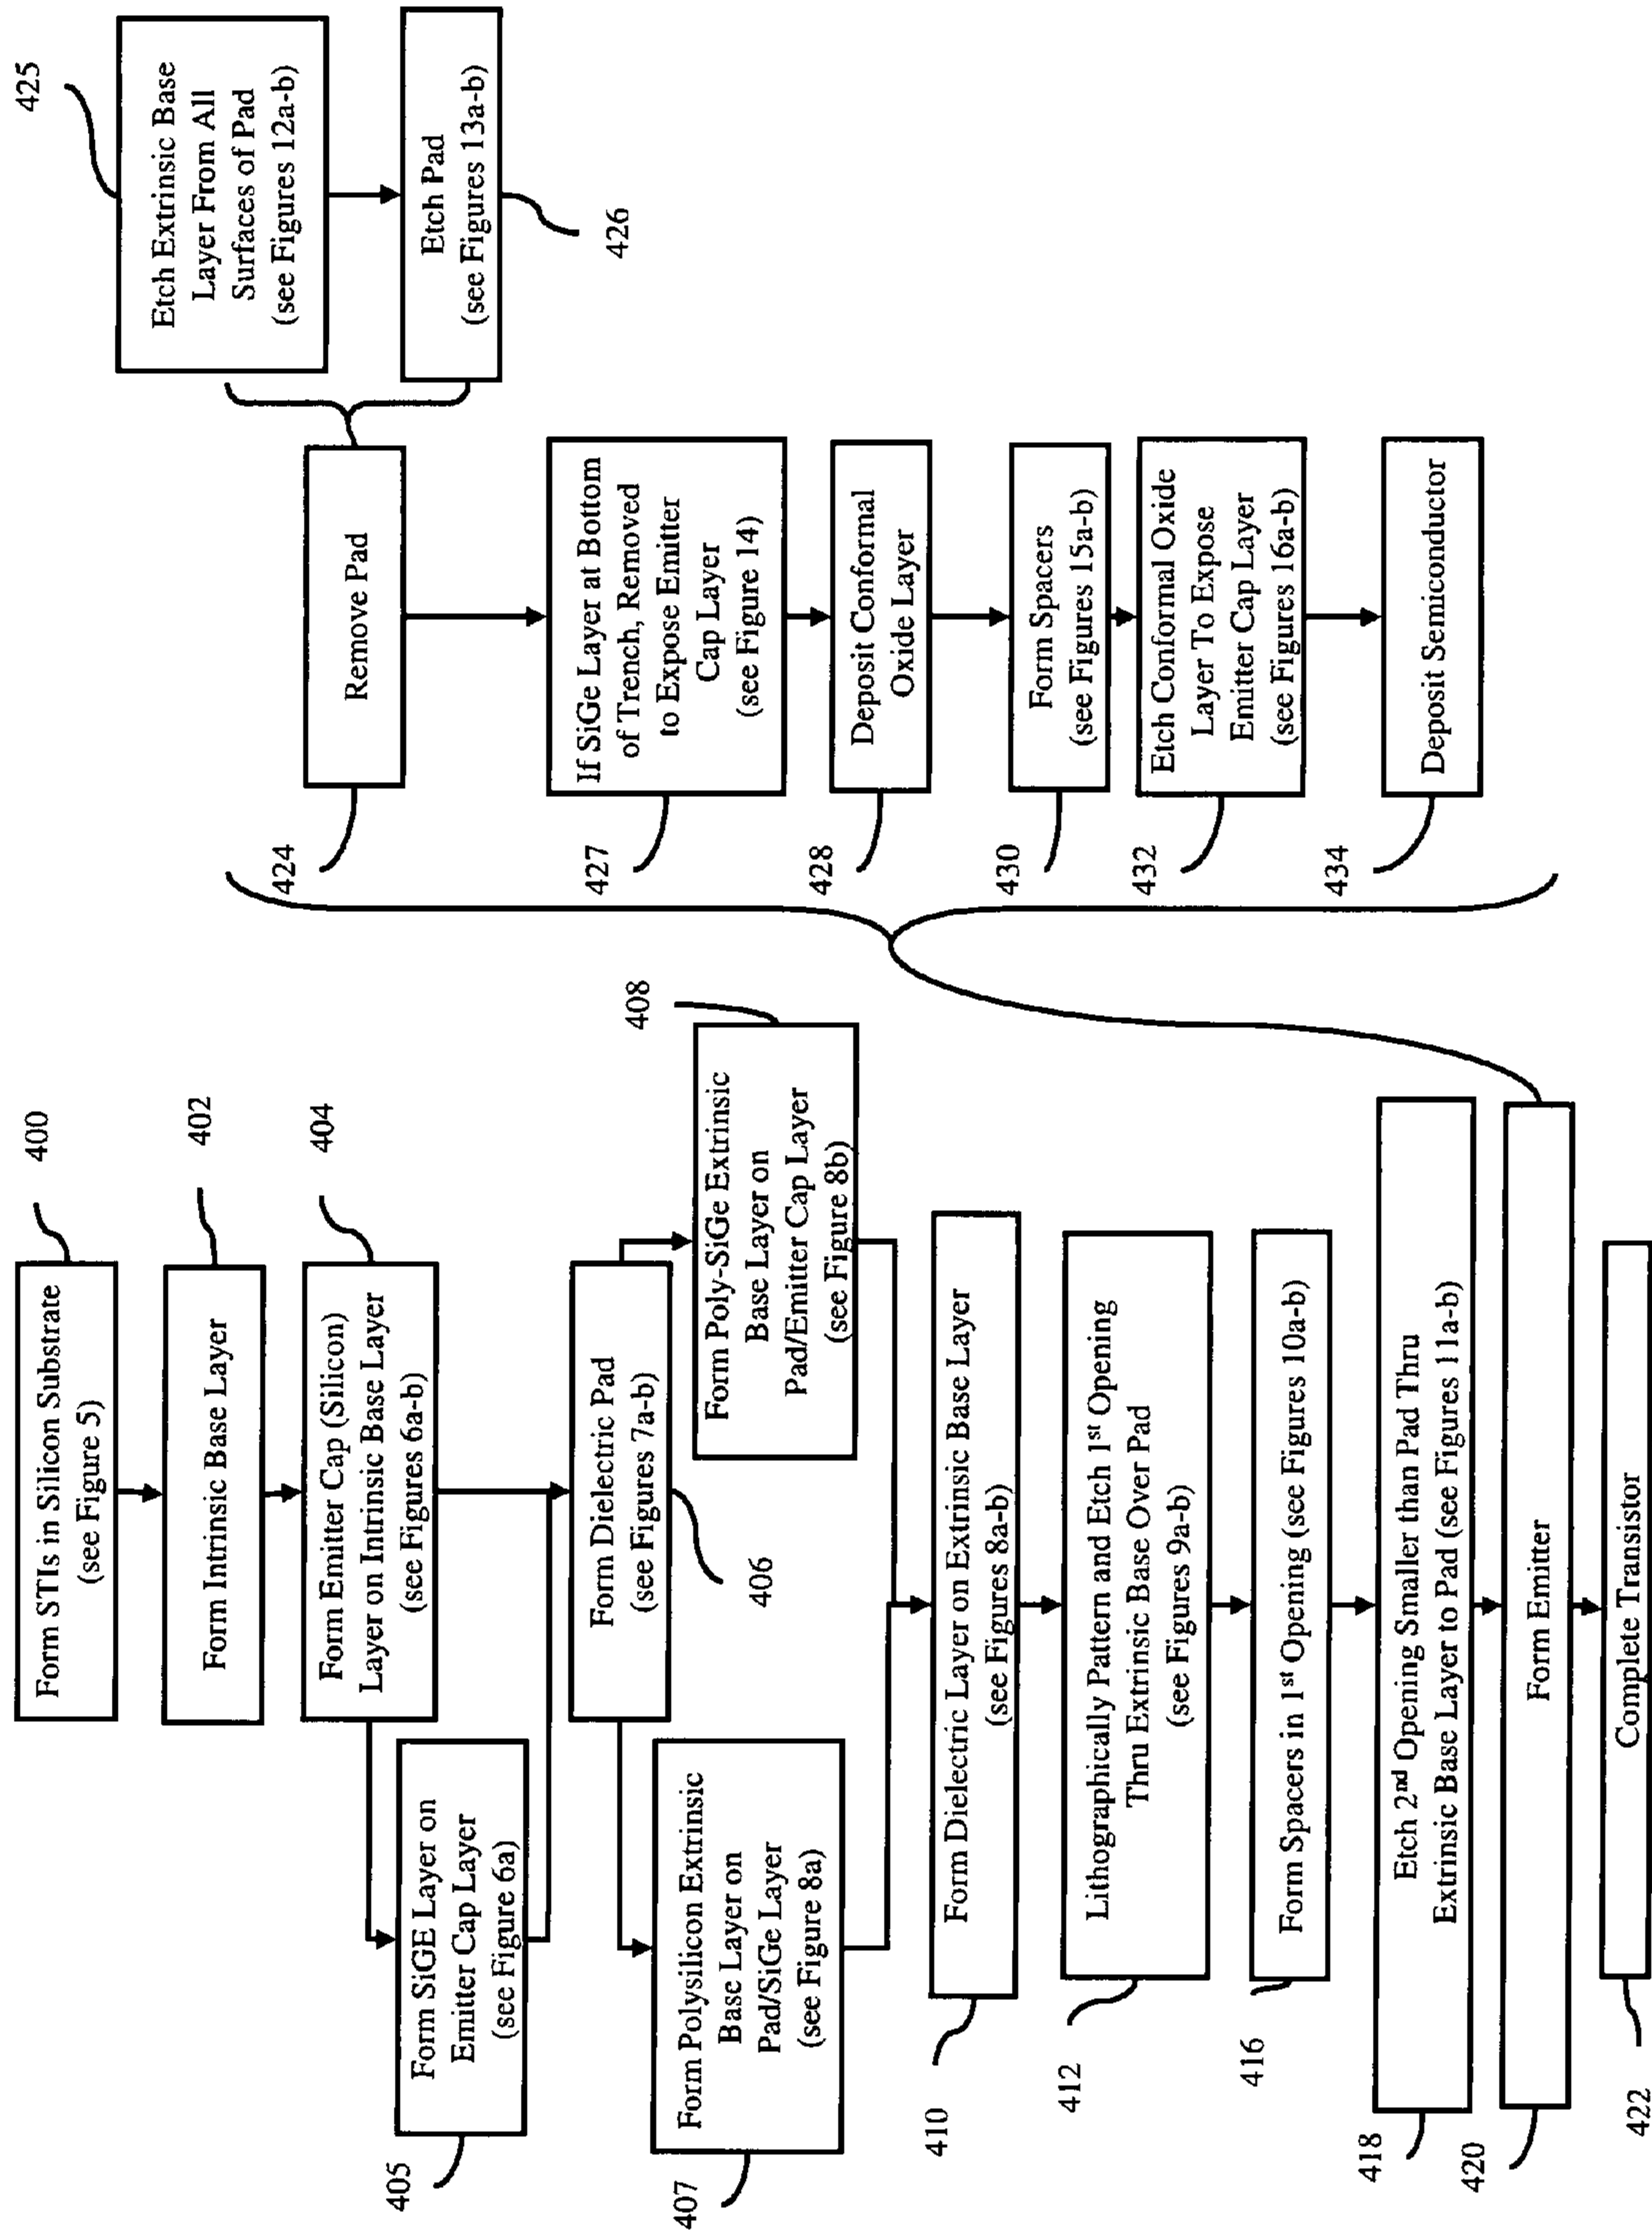 400
Form STIs in Silicon Substrate
(see Figure 5)
402
Form Intrinsic Base Layer
404
Form Emitter Cap (Silicon)
Layer on Intrinsic Base Layer
(see Figures 6a-b)
405
Form SiGE Layer on
Emitter Cap Layer
(see Figure 6a)
Form Dielectric Pad
(see Figures 7a-b)
406
407
Form Polysilicon Extrinsic
Base Layer on
Pad/SiGe Layer
(see Figure 8a)
408
Form Poly-SiGe Extrinsic
Base Layer on
Pad/Emitter Cap Layer
(see Figure 8b)
410
Form Dielectric Layer on Extrinsic Base Layer
(see Figures 8a-b)
412
Lithographically Pattern and Etch 1st Opening
Thru Extrinsic Base Over Pad
(see Figures 9a-b)
416
Form Spacers in 1st Opening (see Figures 10a-b)
418
Etch 2nd Opening Smaller than Pad Thru
Extrinsic Base Layer to Pad (see Figures 11a-b)
420
Form Emitter
422
Complete Transistor
424
Remove Pad
425
Etch Extrinsic Base
Layer From All
Surfaces of Pad
(see Figures 12a-b)
Etch Pad
(see Figures 13a-b)
426
427
If SiGe Layer at Bottom
of Trench, Removed
to Expose Emitter
Cap Layer
(see Figure 14)
428
Deposit Conformal
Oxide Layer
430
Form Spacers
(see Figures 15a-b)
432
Etch Conformal Oxide
Layer To Expose
Emitter Cap Layer
(see Figures 16a-b)
434
Deposit Semiconductor